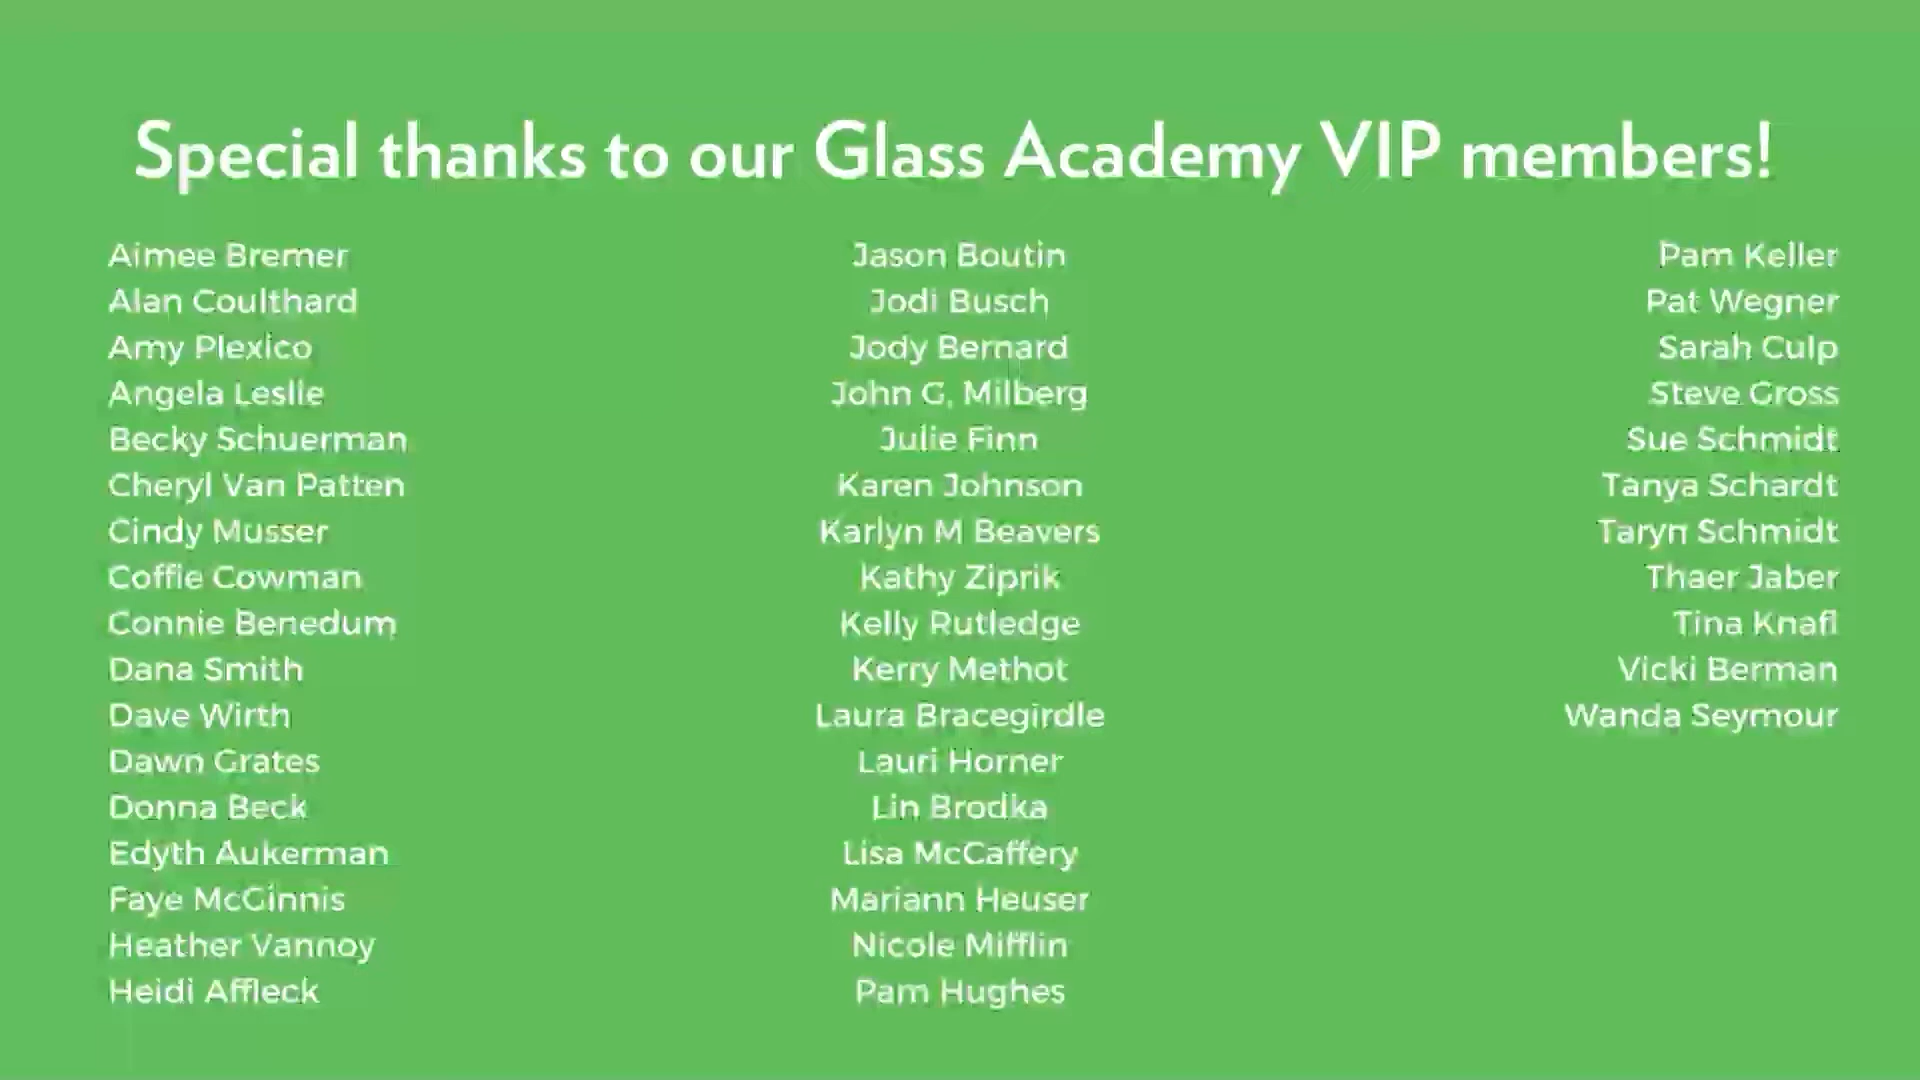 Special thanks to our Glass Academy VIP members!
Aimee Bremer
Alan Coulthard
Amy Plexico
Angela Leslie
Becky Schuerman
Cheryl Van Patten
Cindy Musser
Coffie Cowman
Connie Benedum
Dana Smith
Dave Wirth
Dawn Grates
Donna Beck
Edyth Aukerman
Faye McGinnis
Heather Vannoy
Heidi Affleck
Jason Boutin
Jodi Busch
Jody Bernard
John G. Milberg
Julie Finn
Karen Johnson
Karlyn M Beavers
Kathy Ziprik
Kelly Rutledge
Kerry Methot
Laura Bracegirdle
Lauri Horner
Lin Brodka
Lisa McCaffery
Mariann Heuser
Nicole Mifflin
Pam Hughes
Pam Keller
Pat Wegner
Sarah Culp
Steve Gross
Sue Schmidt
Tanya Schardt
Taryn Schmidt
Thaer Jaber
Tina Knafl
Vicki Berman
Wanda Seymour